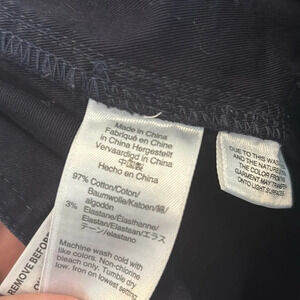 Made in China
Fabriqué en Chine
In China Hergestellt
Vervaardigd in China
中国製
Hecho en China
97% Cotton/Coton/
Baumwolle/Katoen/綿/
algodón
3% Elastane/Élasthanne/
Elastan/Elastaan/エラス
テーン/elastano
Machine wash cold with
like colors. Non-chlorine
bleach only. Tumble dry
low. Iron on lowest setting
REMOVE BEFORE
DUE TO THIS WAS
AND THE NATURE
THE COLOR FROM
GARMENT MAY TRANSFER
ONTO LIGHT SURFACES